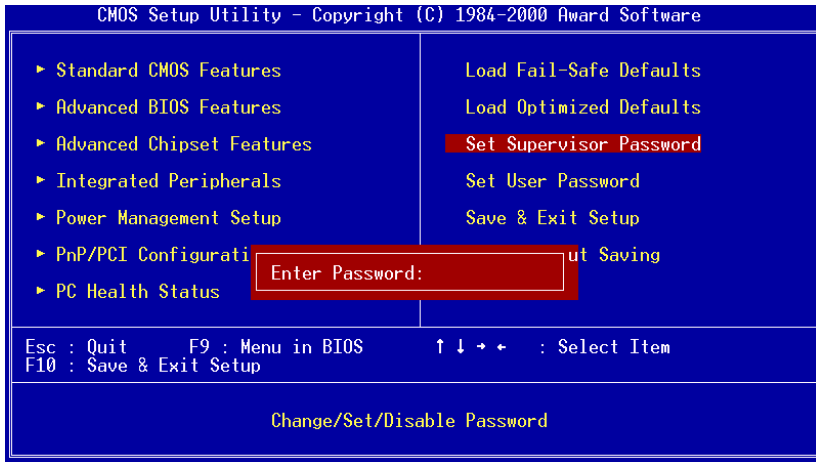 CMOS Setup Utility - Copyright (C) 1984-2000 Award Software
► Standard CMOS Features
► Advanced BIOS Features
► Advanced Chipset Features
► Integrated Peripherals
► Power Management Setup
► PnP/PCI Configurati
► PC Health Status
Load Fail-Safe Defaults
Load Optimized Defaults
Set Supervisor Password
Set User Password
Save & Exit Setup
ut Saving
Enter Password:
Esc : Quit F9 : Menu in BIOS ↑ ↓ → ← : Select Item
F10 : Save & Exit Setup
Change/Set/Disable Password